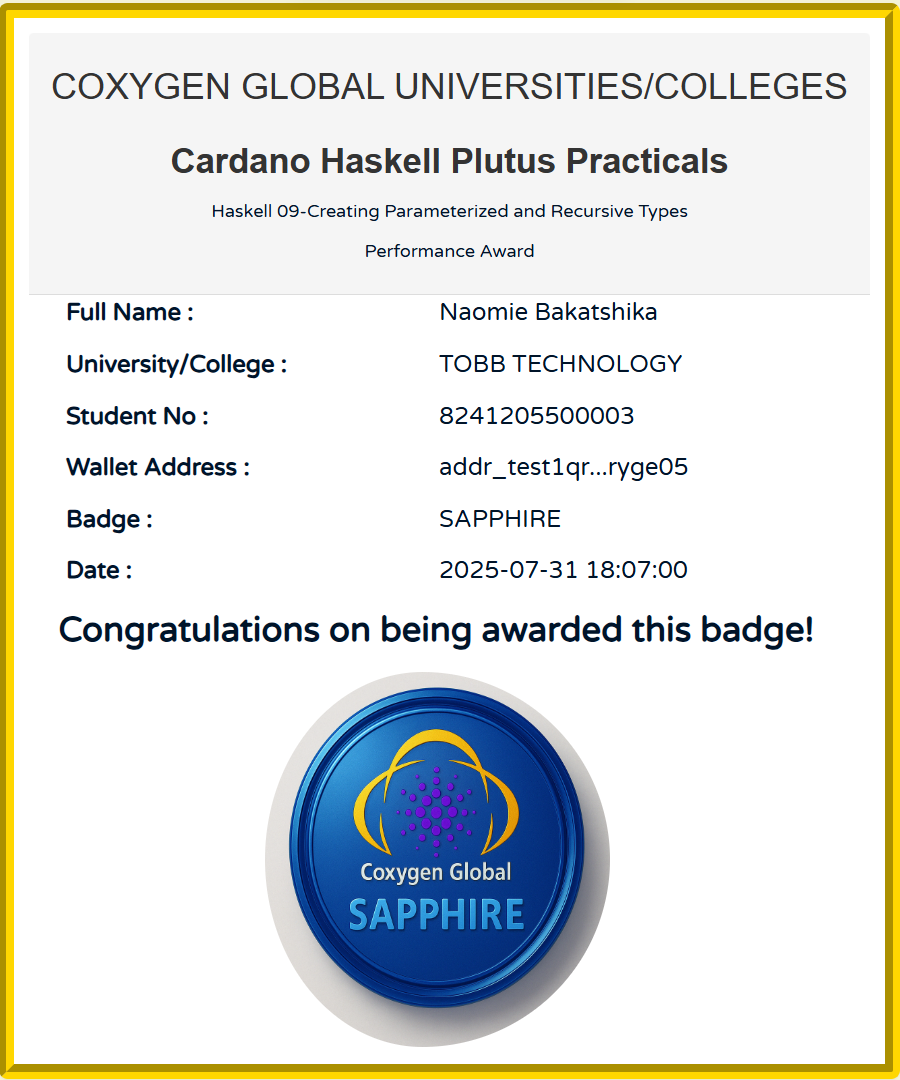 COXYGEN GLOBAL UNIVERSITIES/COLLEGES
Cardano Haskell Plutus Practicals
Haskell 09-Creating Parameterized and Recursive Types
Performance Award
Full Name : Naomie Bakatshika
University/College : TOBB TECHNOLOGY
Student No : 8241205500003
Wallet Address : addr_test1qr...ryge05
Badge : SAPPHIRE
Date : 2025-07-31 18:07:00
Congratulations on being awarded this badge!
Coxygen Global
SAPPHIRE